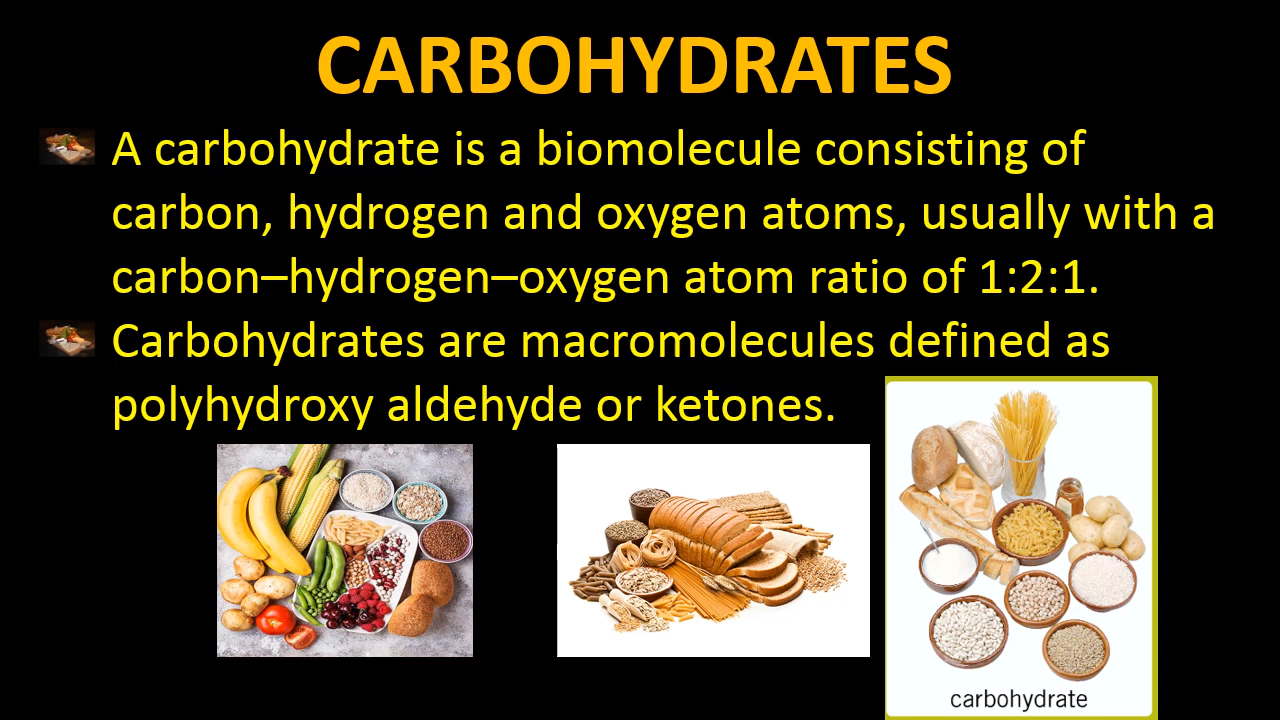 CARBOHYDRATES
A carbohydrate is a biomolecule consisting of
carbon, hydrogen and oxygen atoms, usually with a
carbon–hydrogen–oxygen atom ratio of 1:2:1.
Carbohydrates are macromolecules defined as
polyhydroxy aldehyde or ketones.
carbohydrate